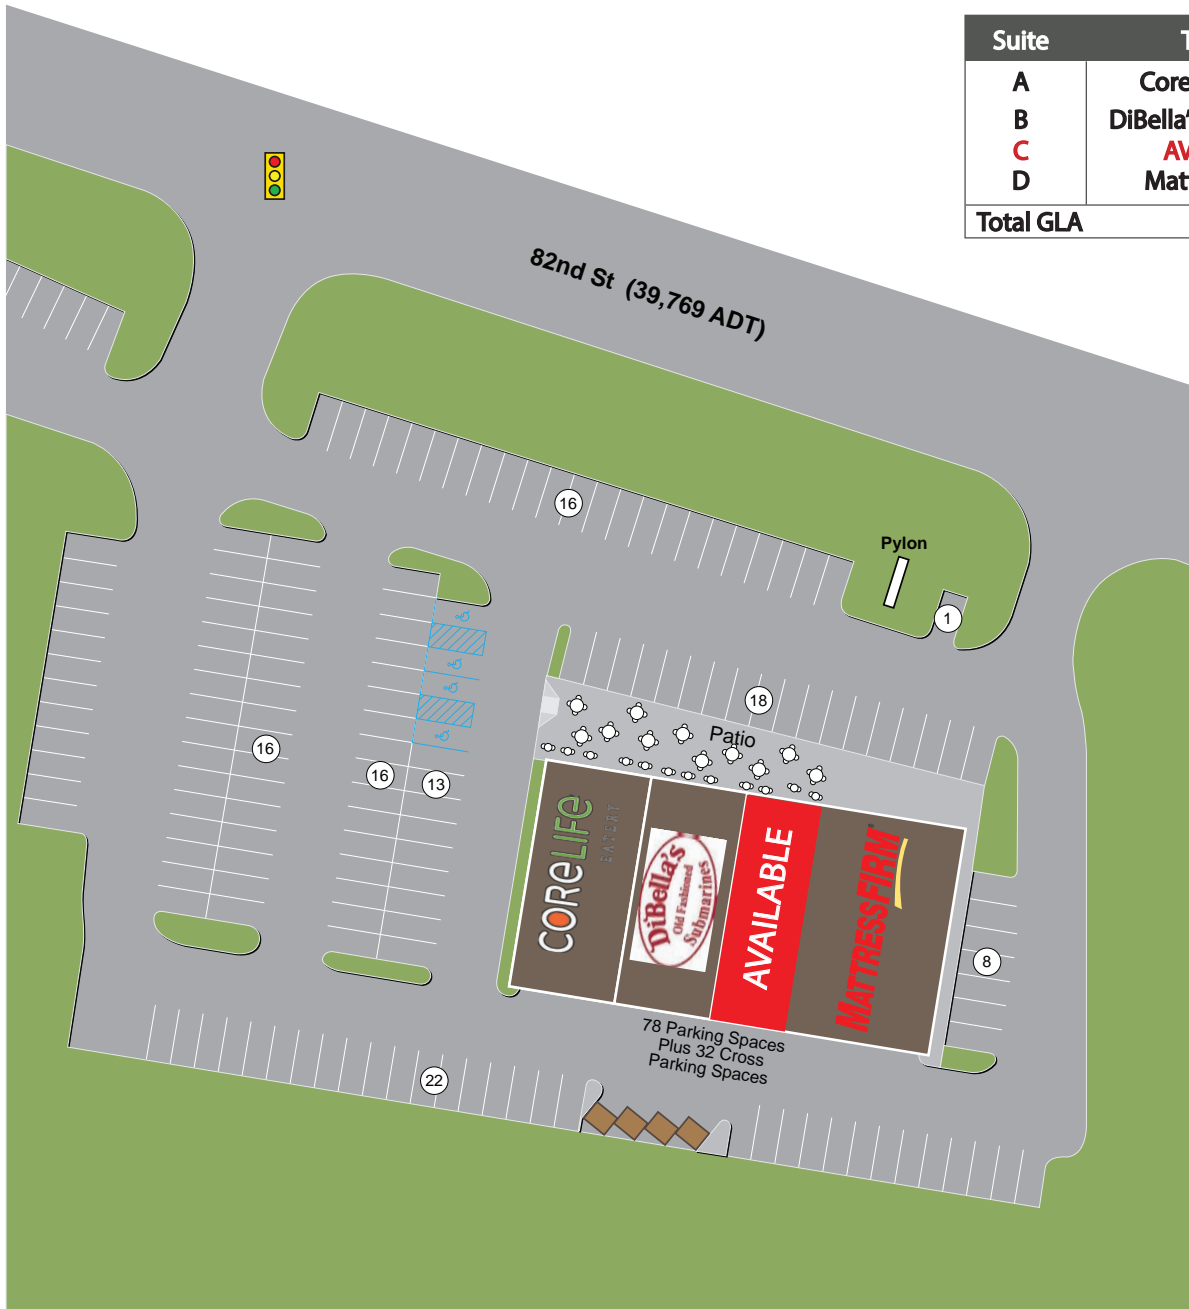 Suite
A
Core
B
DiBella's
C
AV
D
Mat
Total GLA
82nd St (39,769 ADT)
16
Pylon
1
18
Patio
16
16
13
CORELIFE
EATERY
DiBella's
Old Fashioned
Submarines
AVAILABLE
MATTRESSFIRM
8
78 Parking Spaces
Plus 32 Cross
Parking Spaces
22